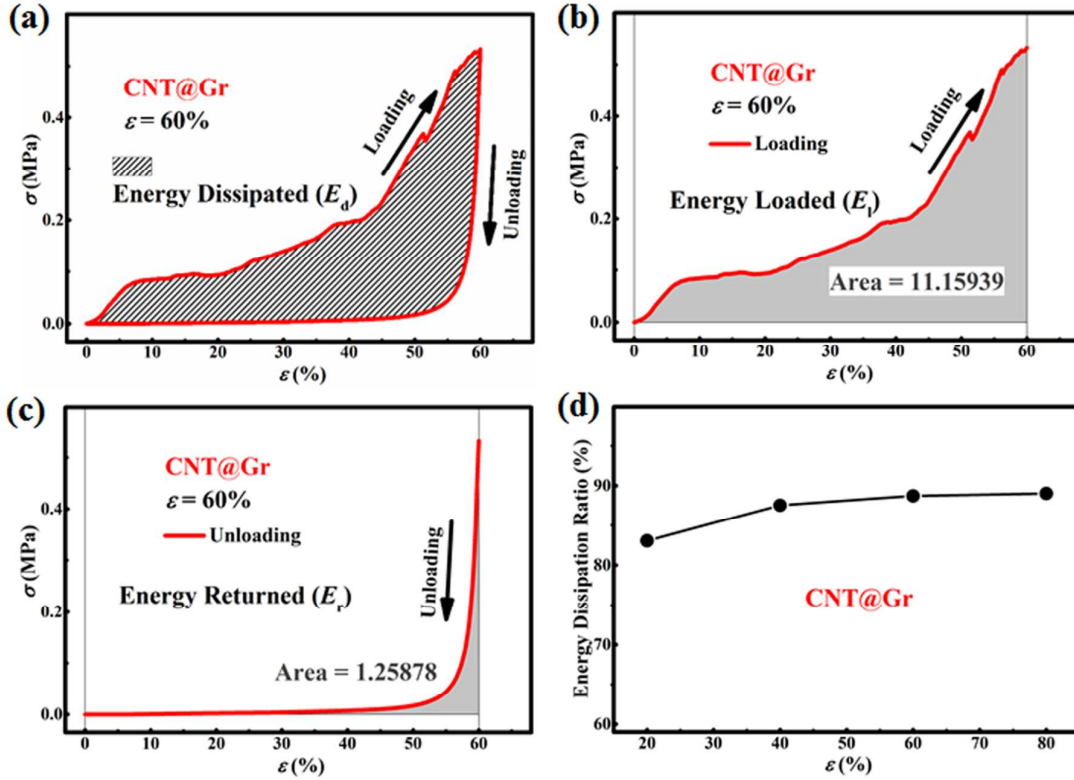 (a)
CNT@Gr
ε = 60%
Energy Dissipated (E_d)
Loading
Unloading
σ (MPa)
0.4
0.2
0.0
0 10 20 30 40 50 60
ε (%)
(b)
CNT@Gr
ε = 60%
Loading
Loading
Energy Loaded (E_l)
Area = 11.15939
σ (MPa)
0.4
0.2
0.0
0 10 20 30 40 50 60
ε (%)
(c)
CNT@Gr
ε = 60%
Unloading
Unloading
Energy Returned (E_r)
Area = 1.25878
σ (MPa)
0.4
0.2
0.0
0 10 20 30 40 50 60
ε (%)
(d)
Energy Dissipation Ratio (%)
90
80
70
60
CNT@Gr
20 30 40 50 60 70 80
ε (%)